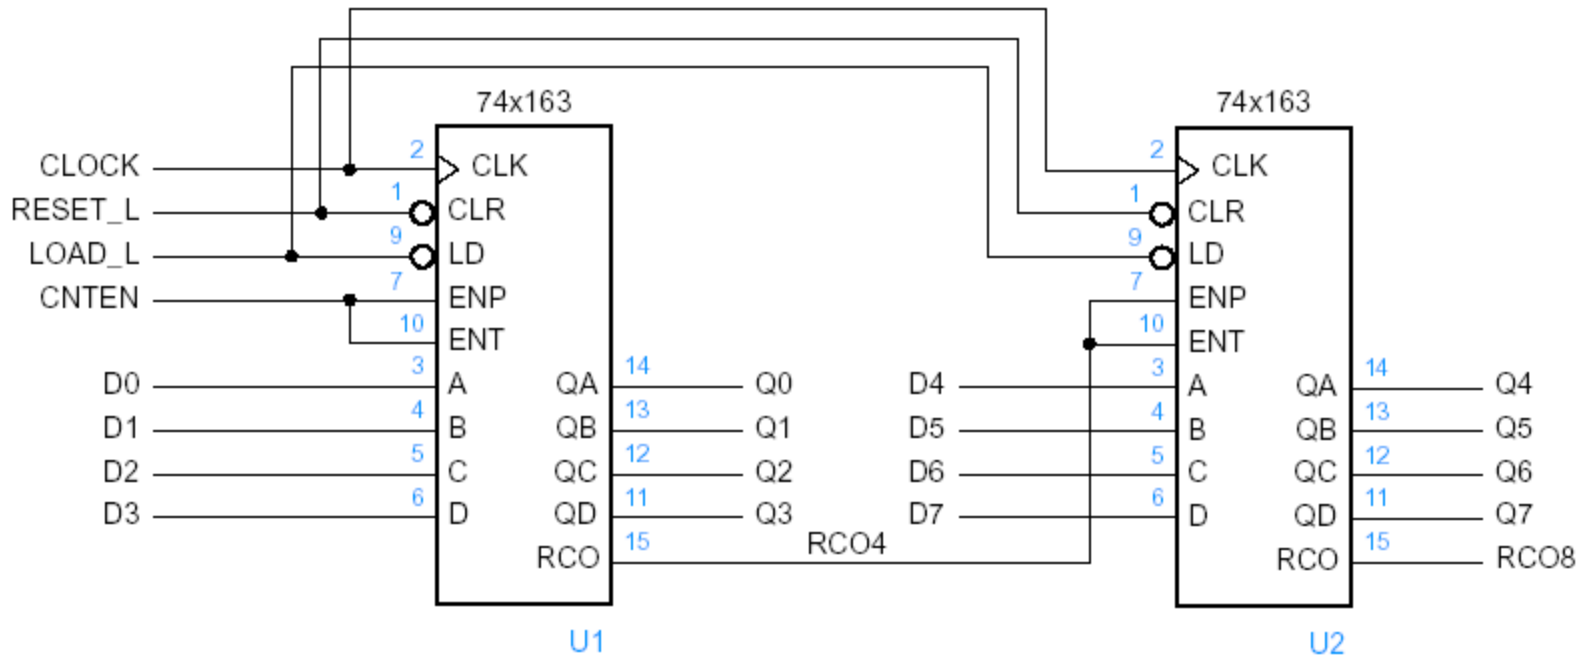 74x163 74x163
CLOCK 2 CLK 2 CLK
RESET_L 1 CLR 1 CLR
LOAD_L 9 LD 9 LD
CNTEN 7 ENP 7 ENP
10 ENT 10 ENT
D0 3 A QA 14 Q0 D4 3 A QA 14 Q4
D1 4 B QB 13 Q1 D5 4 B QB 13 Q5
D2 5 C QC 12 Q2 D6 5 C QC 12 Q6
D3 6 D QD 11 Q3 D7 6 D QD 11 Q7
RCO 15 RCO4 RCO 15 RCO8
U1 U2